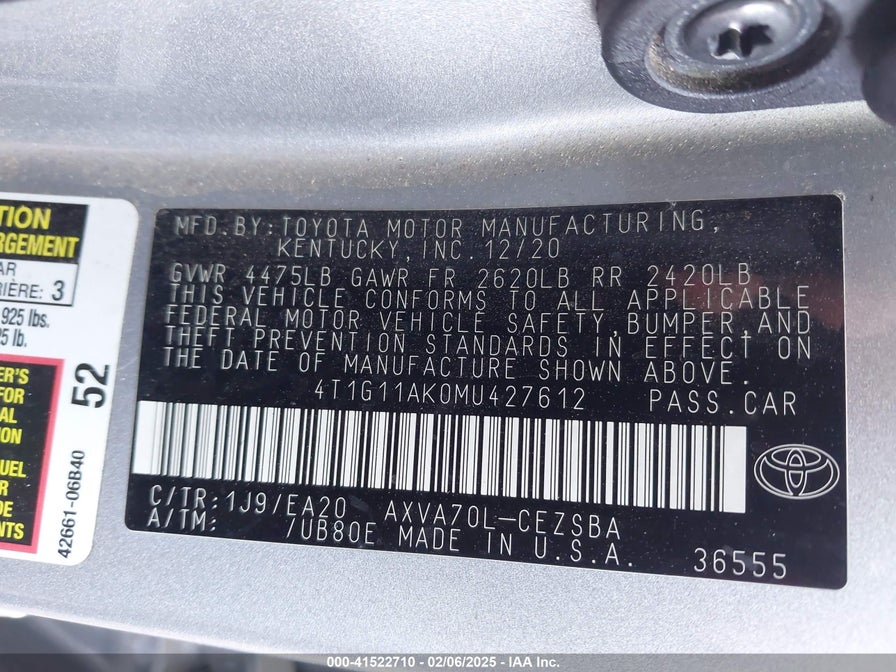 TION
RGEMENT
AR
RIÈRE: 3
925 lbs.
25 lb.
52
ER'S
FOR
AL
ION
UEL
R
DE
NTS
42661-06B40
MFD.BY:TOYOTA MOTOR MANUFACTURING,
KENTUCKY,INC.12/20
GVWR 4475LB GAWR FR 2620LB RR 2420LB
THIS VEHICLE CONFORMS TO ALL APPLICABLE
FEDERAL MOTOR VEHICLE SAFETY,BUMPER,AND
THEFT PREVENTION STANDARDS IN EFFECT ON
THE DATE OF MANUFACTURE SHOWN ABOVE.
4T1G11AK0MU427612 PASS.CAR
C/TR:1J9/EA20 AXVA70L-CEZSBA
A/TM: /UB80E MADE IN U.S.A. 36555
000-41522710 - 02/06/2025 - IAA Inc.